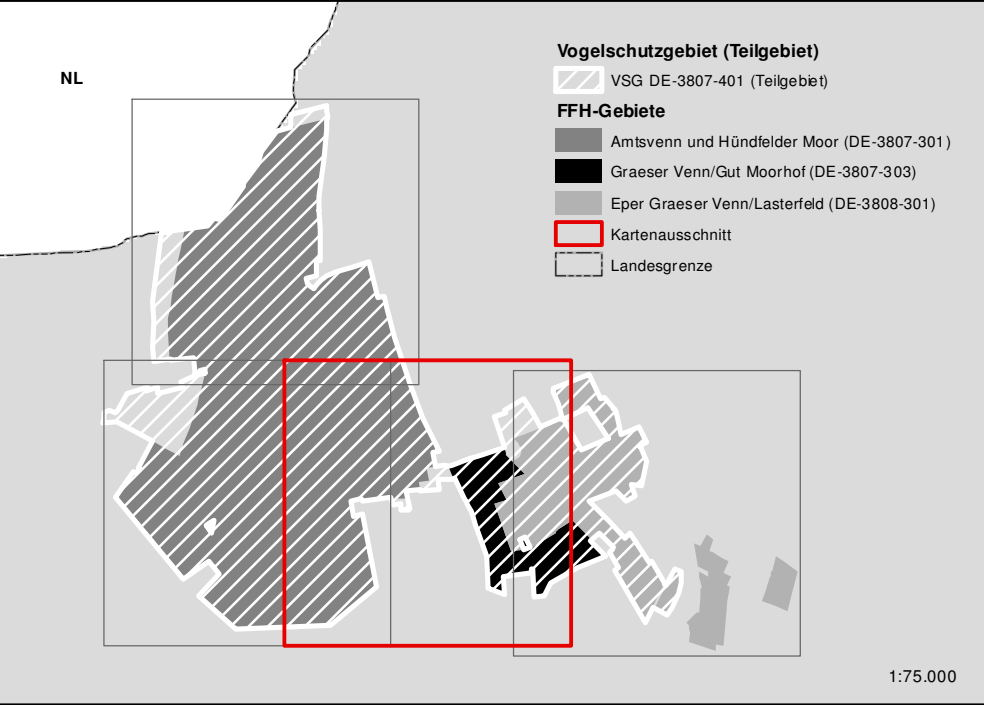 NL
Vogelschutzgebiet (Teilgebiet)
VSG DE-3807-401 (Teilgebiet)
FFH-Gebiete
Amtsvenn und Hündfelder Moor (DE-3807-301)
Graeser Venn/Gut Moorhof (DE-3807-303)
Eper Graeser Venn/Lasterfeld (DE-3808-301)
Kartenausschnitt
Landesgrenze
1:75.000